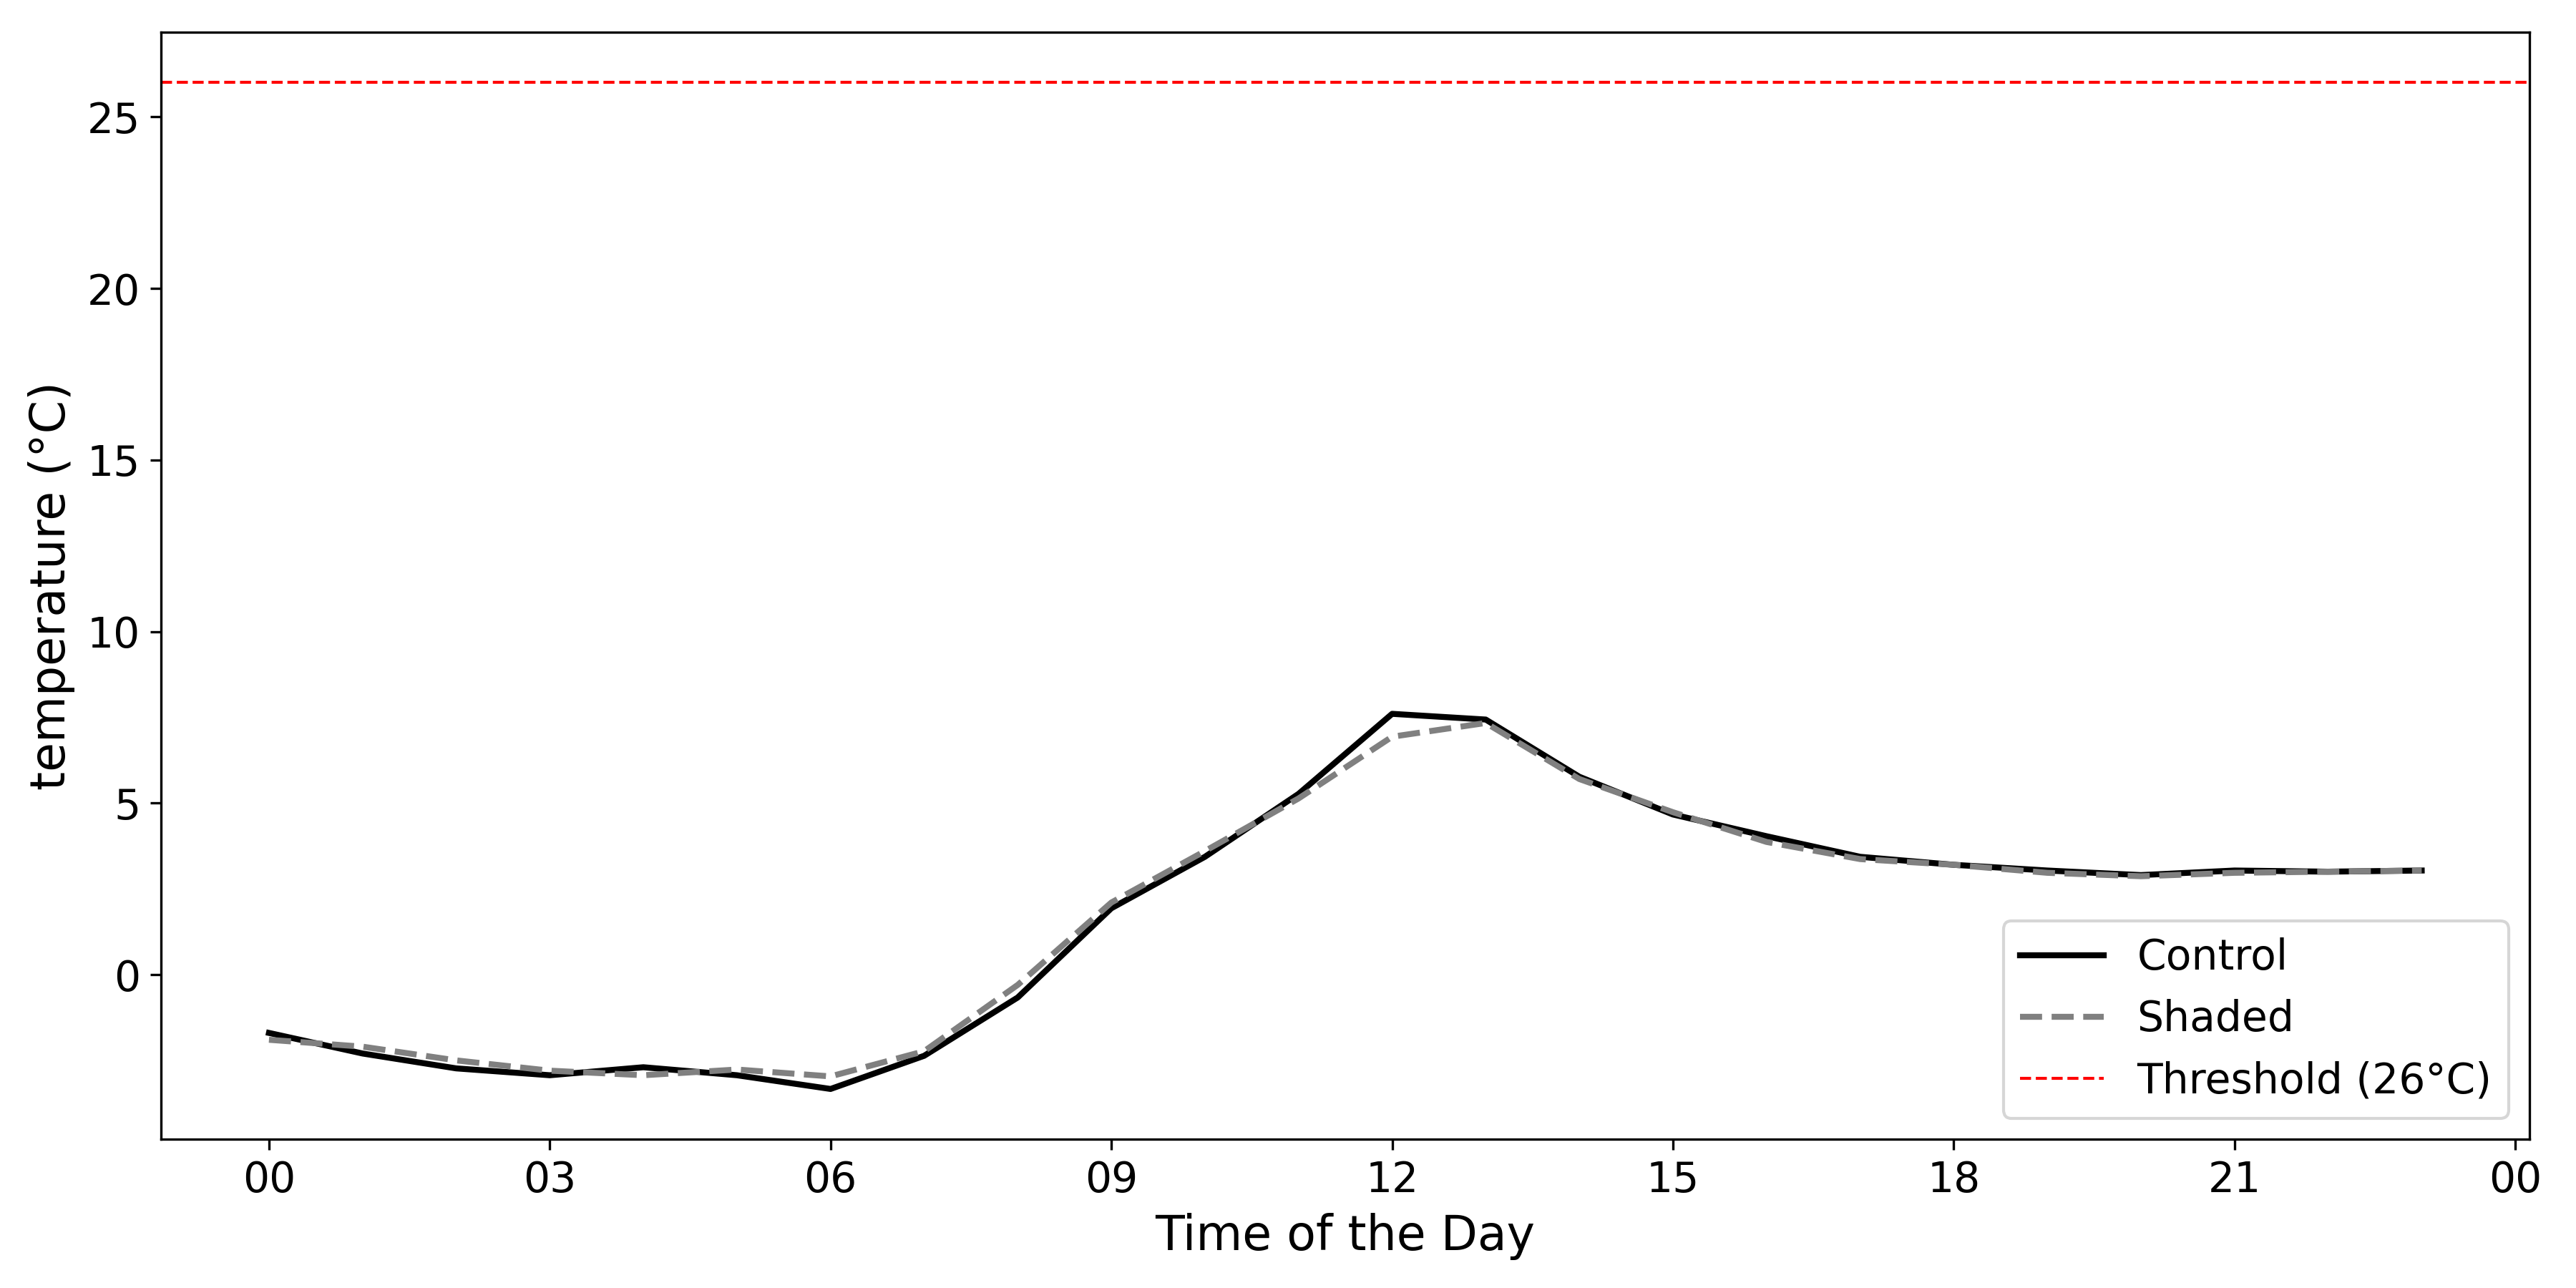 25
20
15
10
5
0
temperature (°C)
00 03 06 09 12 15 18 21 00
Time of the Day
Control
Shaded
Threshold (26°C)